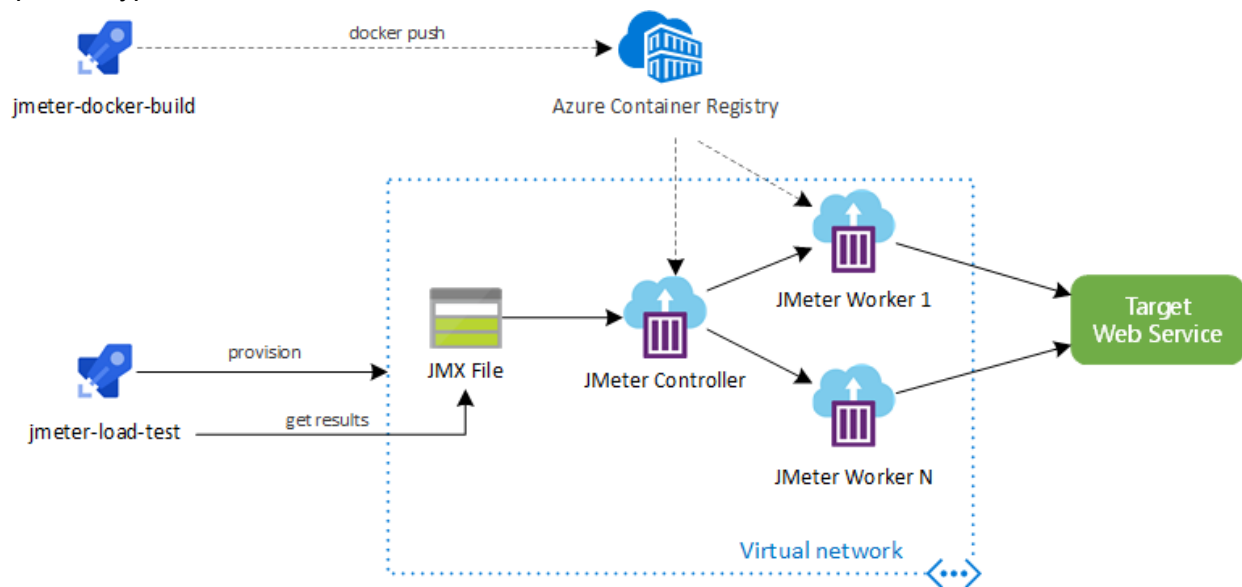 docker push
jmeter-docker-build
Azure Container Registry
JMeter Worker 1
Target
Web Service
provision
JMX File
JMeter Controller
get results
jmeter-load-test
JMeter Worker N
Virtual network